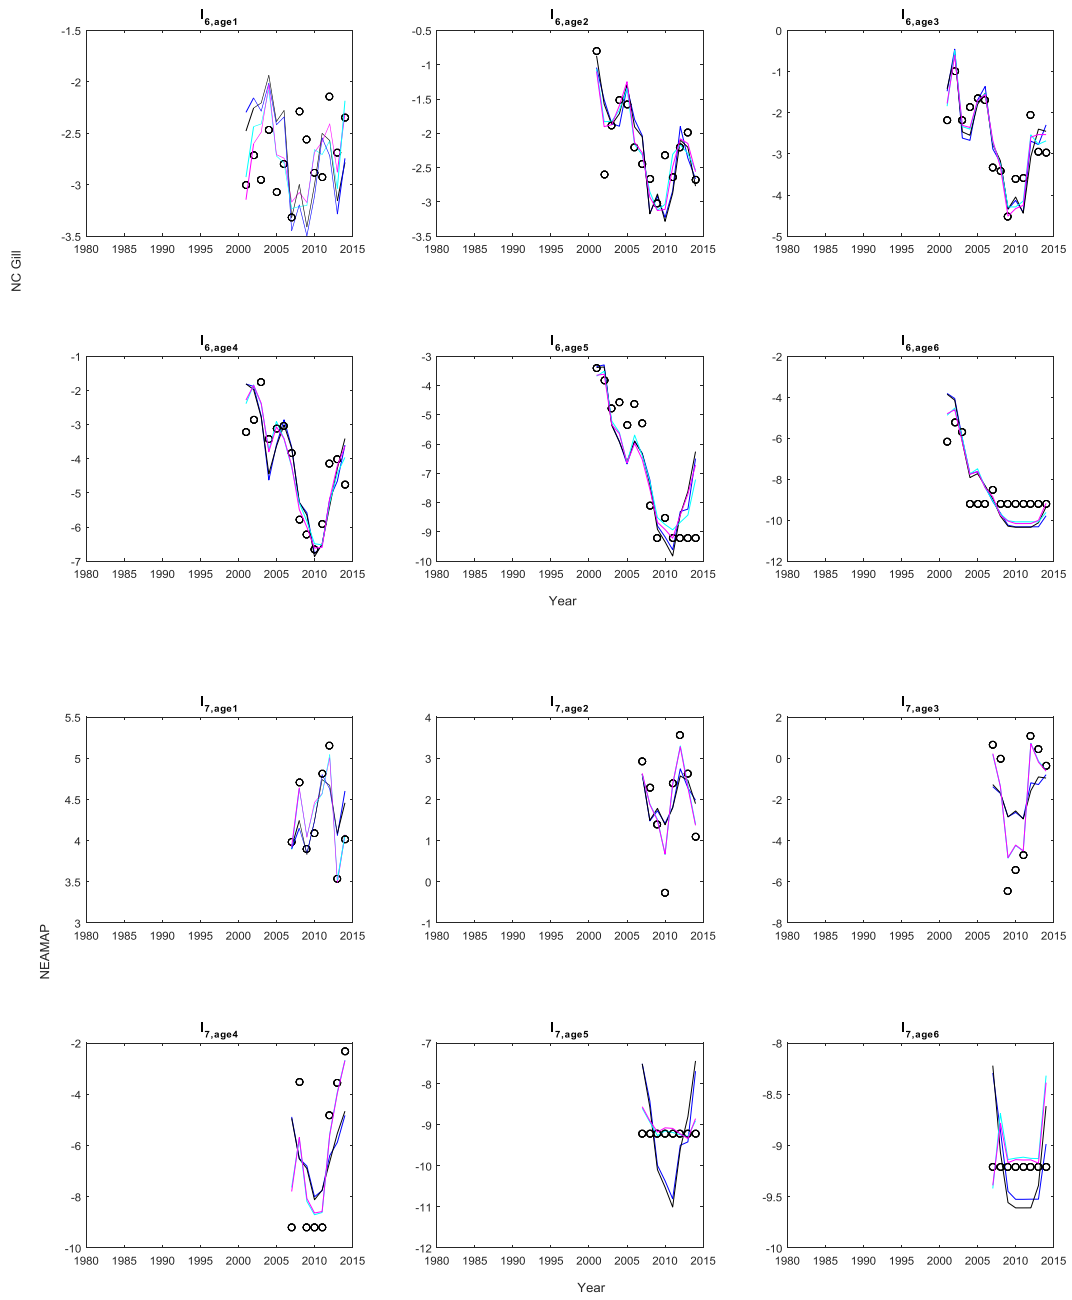 I6,age1 I6,age2 I6,age3
-1.5 -0.5 0
-1 -1
-2 -1.5
-2 -2
-2.5
-2.5 -3
-3 -3 -4
-3.5 -3.5 -5
1980 1985 1990 1995 2000 2005 2010 2015 1980 1985 1990 1995 2000 2005 2010 2015 1980 1985 1990 1995 2000 2005 2010 2015
NC Gill
I6,age4 I6,age5 I6,age6
-1 -3 -2
-2 -4 -4
-3 -5
-6 -6
-4 -7 -8
-5 -8
-6 -9 -10
-7 -10 -12
1980 1985 1990 1995 2000 2005 2010 2015 1980 1985 1990 1995 2000 2005 2010 2015 1980 1985 1990 1995 2000 2005 2010 2015
Year
I7,age1 I7,age2 I7,age3
5.5 4 2
5 3 0
4.5 2 -2
1
4 0 -4
3.5 -6
3 -1 -8
1980 1985 1990 1995 2000 2005 2010 2015 1980 1985 1990 1995 2000 2005 2010 2015 1980 1985 1990 1995 2000 2005 2010 2015
NEAMAP
I7,age4 I7,age5 I7,age6
-2 -7 -8
-4 -8 -8.5
-9
-6 -9
-10
-8 -11 -9.5
-10 -12 -10
1980 1985 1990 1995 2000 2005 2010 2015 1980 1985 1990 1995 2000 2005 2010 2015 1980 1985 1990 1995 2000 2005 2010 2015
Year